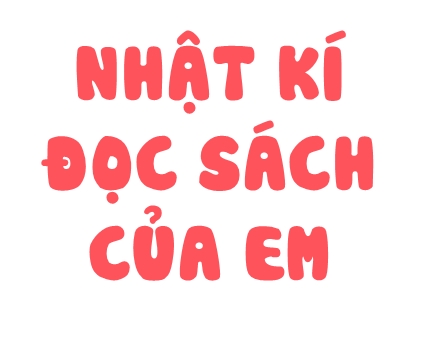 NHẬT KÍ
ĐỌC SÁCH
CỦA EM